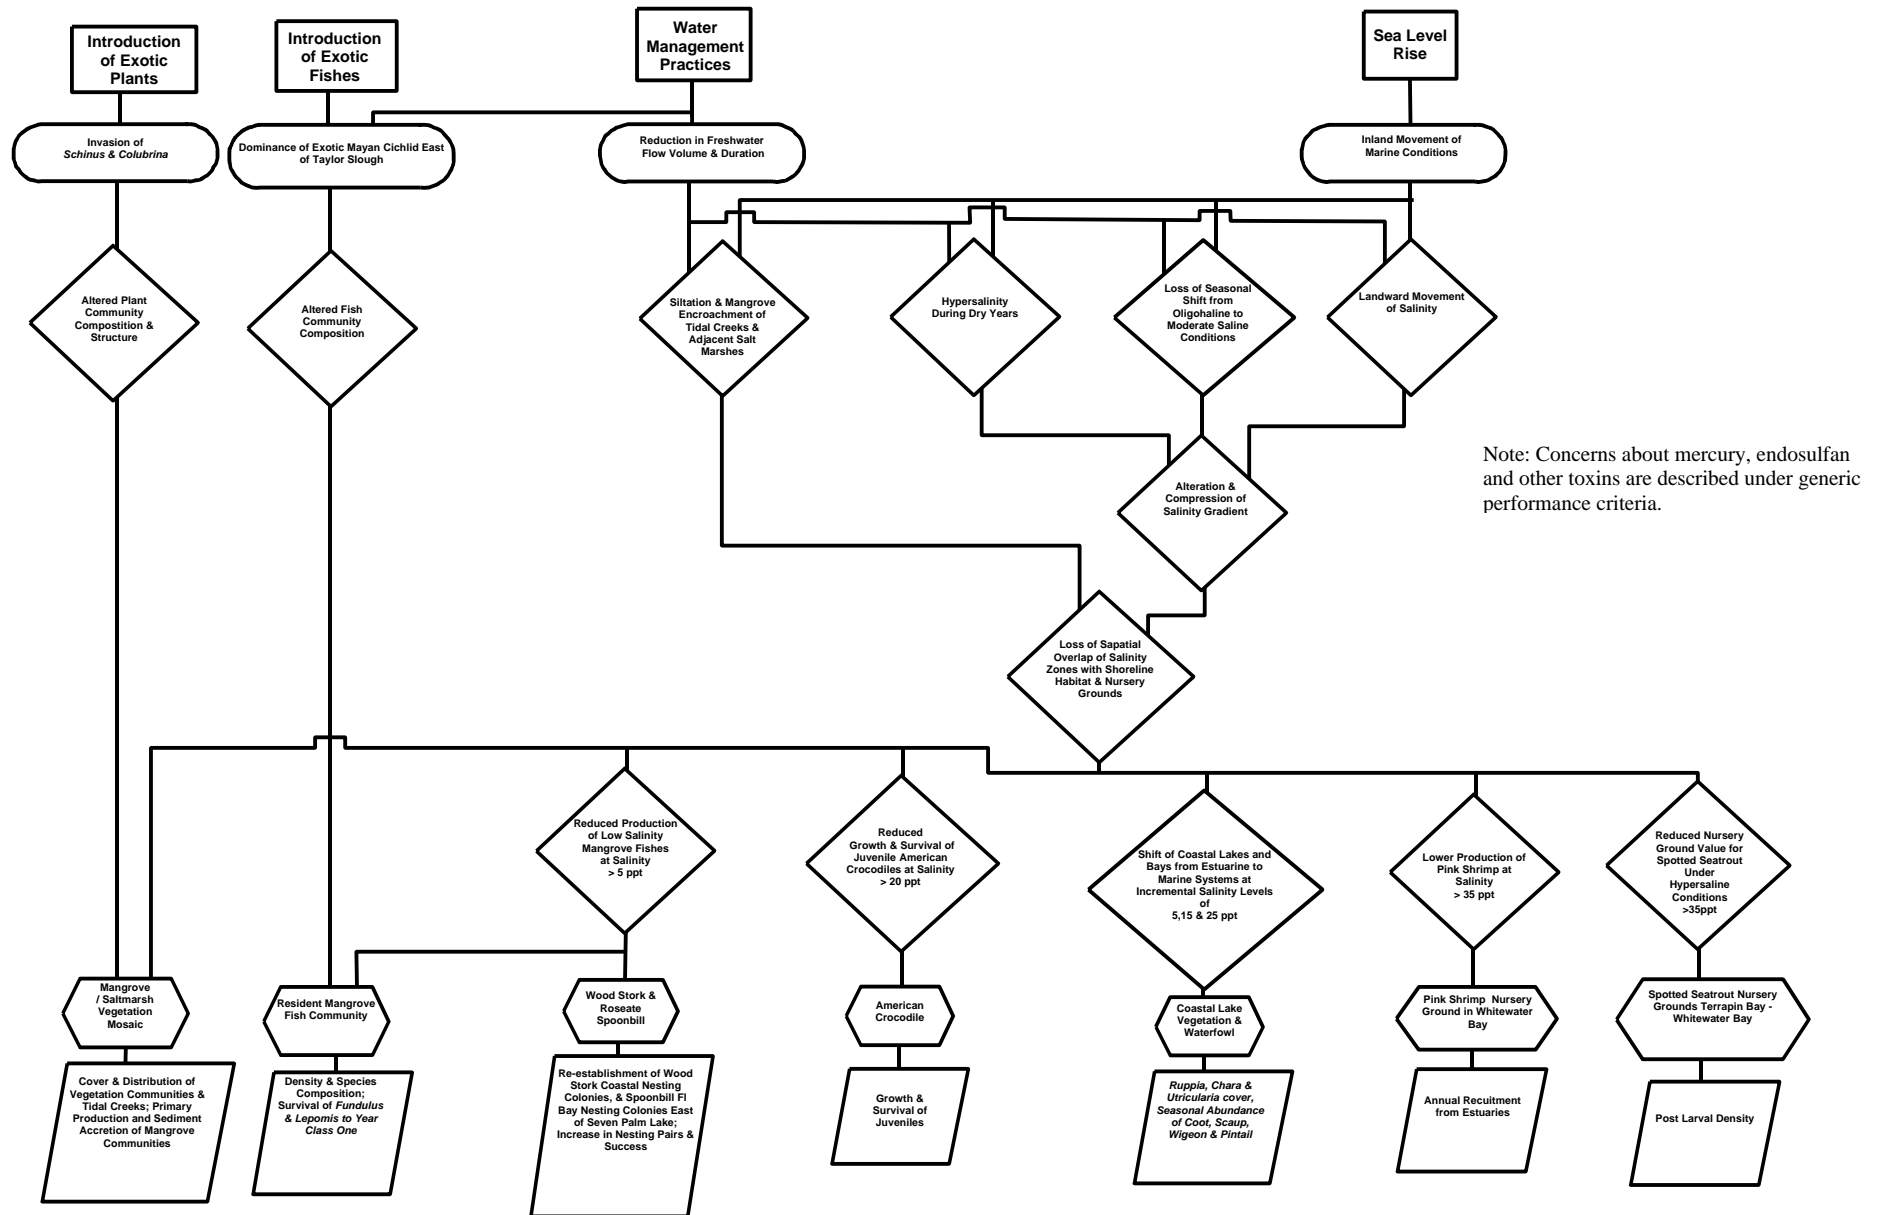 Introduction
of Exotic
Plants
Introduction
of Exotic
Fishes
Water
Management
Practices
Sea Level
Rise
Invasion of
Schinus & Colubrina
Dominance of Exotic Mayan Cichlid East
of Taylor Slough
Reduction in Freshwater
Flow Volume & Duration
Inland Movement of
Marine Conditions
Altered Plant
Community
Compostition &
Structure
Altered Fish
Community
Composition
Siltation & Mangrove
Encroachment of
Tidal Creeks &
Adjacent Salt
Marshes
Hypersalinity
During Dry Years
Loss of Seasonal
Shift from
Oligohaline to
Moderate Saline
Conditions
Landward Movement
of Salinity
Note: Concerns about mercury, endosulfan
and other toxins are described under generic
performance criteria.
Alteration &
Compression of
Salinity Gradient
Loss of Sapatial
Overlap of Salinity
Zones with Shoreline
Habitat & Nursery
Grounds
Reduced Production
of Low Salinity
Mangrove Fishes
at Salinity
> 5 ppt
Reduced
Growth & Survival of
Juvenile American
Crocodiles at Salinity
> 20 ppt
Shift of Coastal Lakes and
Bays from Estuarine to
Marine Systems at
Incremental Salinity Levels
of
5,15 & 25 ppt
Lower Production of
Pink Shrimp at
Salinity
> 35 ppt
Reduced Nursery
Ground Value for
Spotted Seatrout
Under
Hypersaline
Conditions
>35ppt
Mangrove
/ Saltmarsh
Vegetation
Mosaic
Resident Mangrove
Fish Community
Wood Stork &
Roseate
Spoonbill
American
Crocodile
Coastal Lake
Vegetation &
Waterfowl
Pink Shrimp Nursery
Ground in Whitewater
Bay
Spotted Seatrout Nursery
Grounds Terrapin Bay -
Whitewater Bay
Cover & Distribution of
Vegetation Communities &
Tidal Creeks; Primary
Production and Sediment
Accretion of Mangrove
Communities
Density & Species
Composition;
Survival of Fundulus
& Lepomis to Year
Class One
Re-establishment of Wood
Stork Coastal Nesting
Colonies, & Spoonbill Fl
Bay Nesting Colonies East
of Seven Palm Lake;
Increase in Nesting Pairs &
Success
Growth &
Survival of
Juveniles
Ruppia, Chara &
Utricularia cover,
Seasonal Abundance
of Coot, Scaup,
Wigeon & Pintail
Annual Recuitment
from Estuaries
Post Larval Density